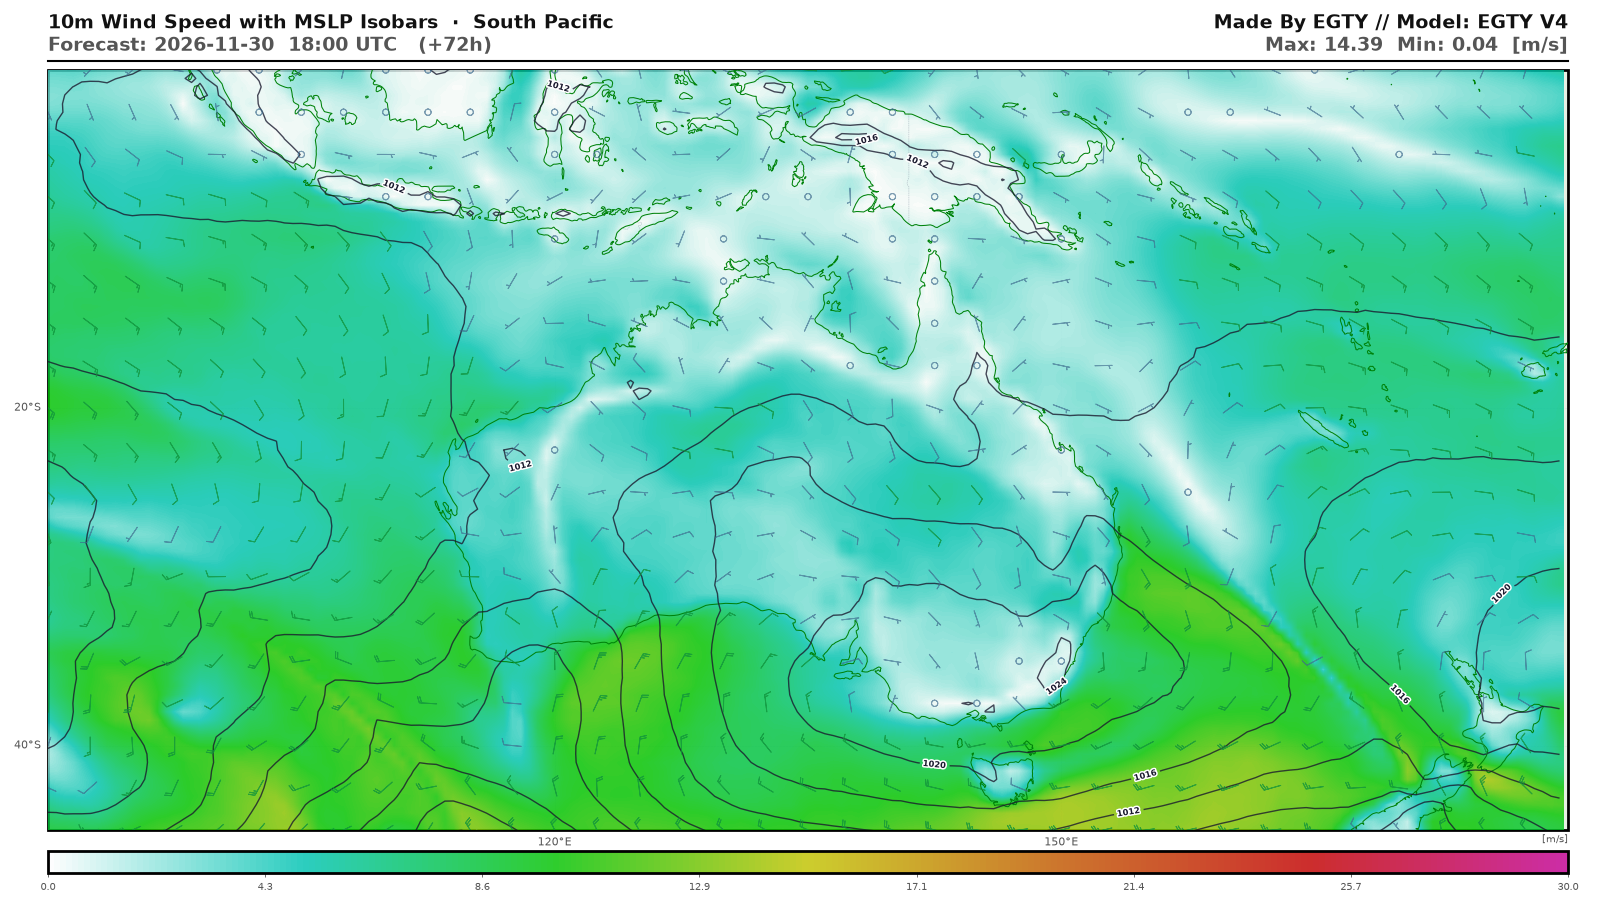 10m Wind Speed with MSLP Isobars · South Pacific
Made By EGTY // Model: EGTY V4
Forecast: 2026-11-30 18:00 UTC (+72h)
Max: 14.39 Min: 0.04 [m/s]
1012
1016
1012
1012
20°S
1012
1020
1024
1016
40°S
1020
1016
1012
120°E
150°E
[m/s]
0.0
4.3
8.6
12.9
17.1
21.4
25.7
30.0